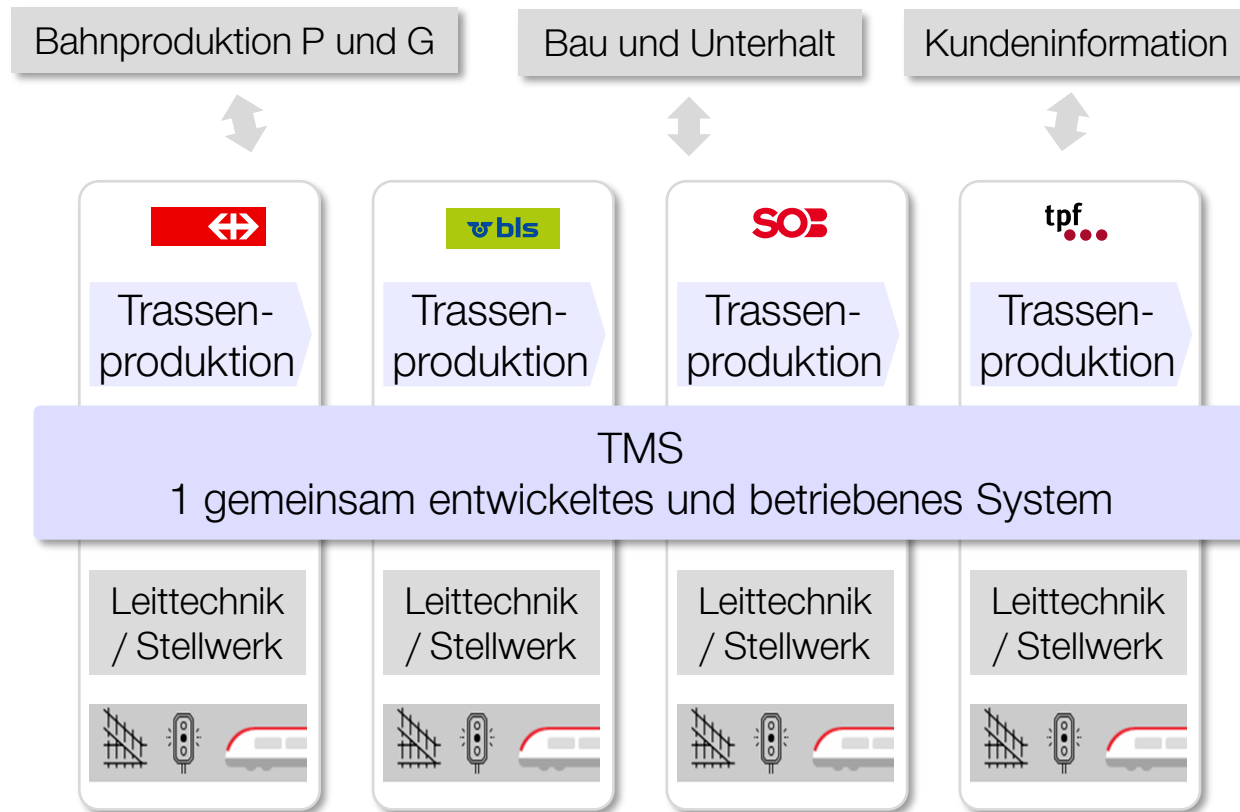 Bahnproduktion P und G
Bau und Unterhalt
Kundeninformation
bls
SOB
tpf
Trassen-
produktion
Trassen-
produktion
Trassen-
produktion
Trassen-
produktion
TMS
1 gemeinsam entwickeltes und betriebenes System
Leittechnik
/ Stellwerk
Leittechnik
/ Stellwerk
Leittechnik
/ Stellwerk
Leittechnik
/ Stellwerk